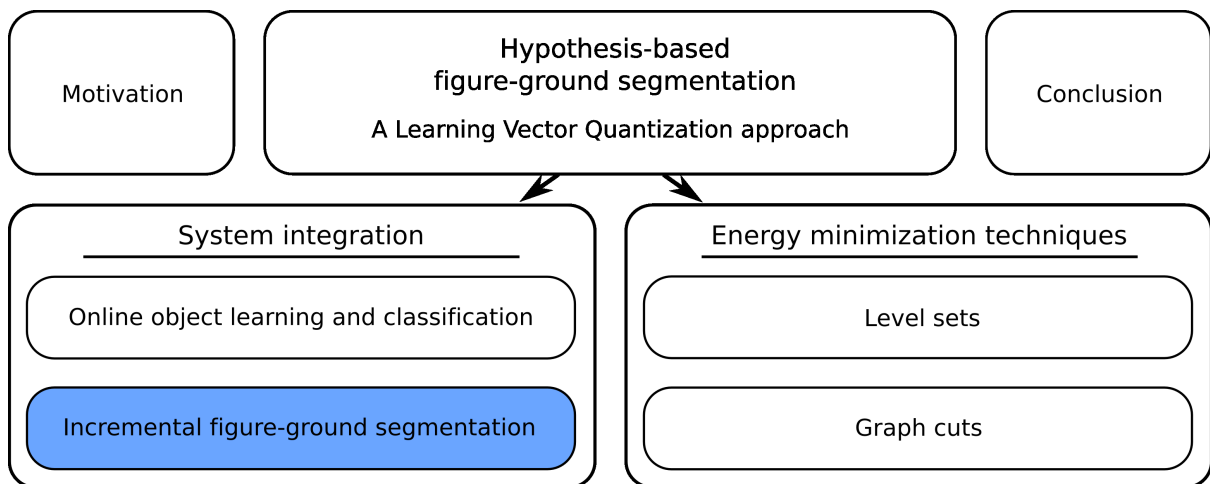 Motivation
Hypothesis-based
figure-ground segmentation
A Learning Vector Quantization approach
Conclusion
System integration
Online object learning and classification
Incremental figure-ground segmentation
Energy minimization techniques
Level sets
Graph cuts